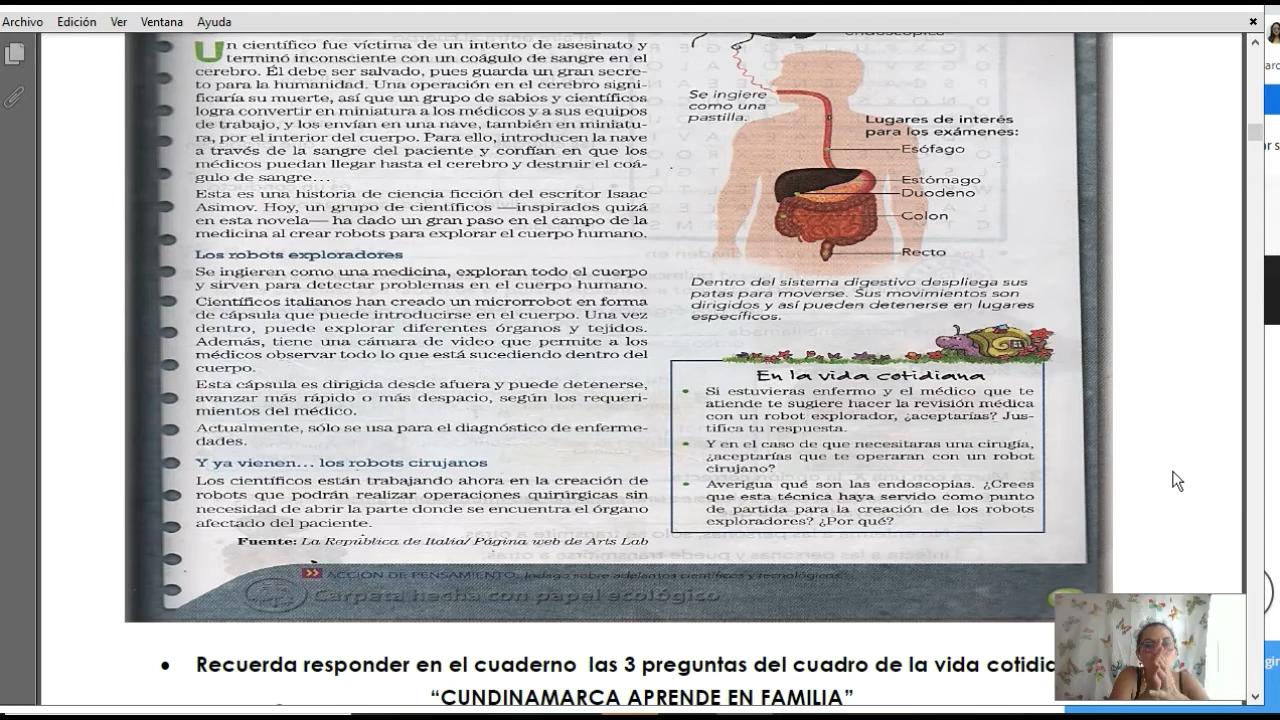 Archivo Edición Ver Ventana Ayuda
Un científico fue víctima de un intento de asesinato y
terminó inconsciente con un coágulo de sangre en el
cerebro. Él debe ser salvado, pues guarda un gran secre-
to para la humanidad. Una operación en el cerebro signi-
ficaría su muerte, así que un grupo de sabios y científicos
logra convertir en miniatura a los médicos y a sus equipos
de trabajo, y los envían en una nave, también en miniatu-
ra, por el interior del cuerpo. Para ello, introducen la nave
a través de la sangre del paciente y confían en que los
médicos puedan llegar hasta el cerebro y destruir el coá-
gulo de sangre...
Esta es una historia de ciencia ficción del escritor Isaac
Asimov. Hoy, un grupo de científicos —inspirados quizá
en esta novela— ha dado un gran paso en el campo de la
medicina al crear robots para explorar el cuerpo humano.
Los robots exploradores
Se ingieren como una medicina, exploran todo el cuerpo
y sirven para detectar problemas en el cuerpo humano.
Científicos italianos han creado un microrrobot en forma
de cápsula que puede introducirse en el cuerpo. Una vez
dentro, puede explorar diferentes órganos y tejidos.
Además, tiene una cámara de video que permite a los
médicos observar todo lo que está sucediendo dentro del
cuerpo.
Esta cápsula es dirigida desde afuera y puede detenerse,
avanzar más rápido o más despacio, según los requeri-
mientos del médico.
Actualmente, sólo se usa para el diagnóstico de enferme-
dades.
Y ya vienen... los robots cirujanos
Los científicos están trabajando ahora en la creación de
robots que podrán realizar operaciones quirúrgicas sin
necesidad de abrir la parte donde se encuentra el órgano
afectado del paciente.
Fuente: La República de Italia/ Página web de Arts Lab
Se ingiere
como una
pastilla.
Lugares de interés
para los exámenes:
Esófago
Estómago
Duodeno
Colon
Recto
Dentro del sistema digestivo despliega sus
patas para moverse. Sus movimientos son
dirigidos y así pueden detenerse en lugares
específicos.
En la vida cotidiana
• Si estuvieras enfermo y el médico que te
atiende te sugiere hacer la revisión médica
con un robot explorador, ¿aceptarías? Jus-
tifica tu respuesta.
• Y en el caso de que necesitaras una cirugía,
¿aceptarías que te operaran con un robot
cirujano?
• Averigua qué son las endoscopias. ¿Crees
que esta técnica haya servido como punto
de partida para la creación de los robots
exploradores? ¿Por qué?
ACCIÓN DE PENSAMIENTO: Indago sobre adelantos científicos y tecnológicos.
Carpeta hecha con papel ecológico
• Recuerda responder en el cuaderno las 3 preguntas del cuadro de la vida
"CUNDINAMARCA APRENDE EN FAMILIA"